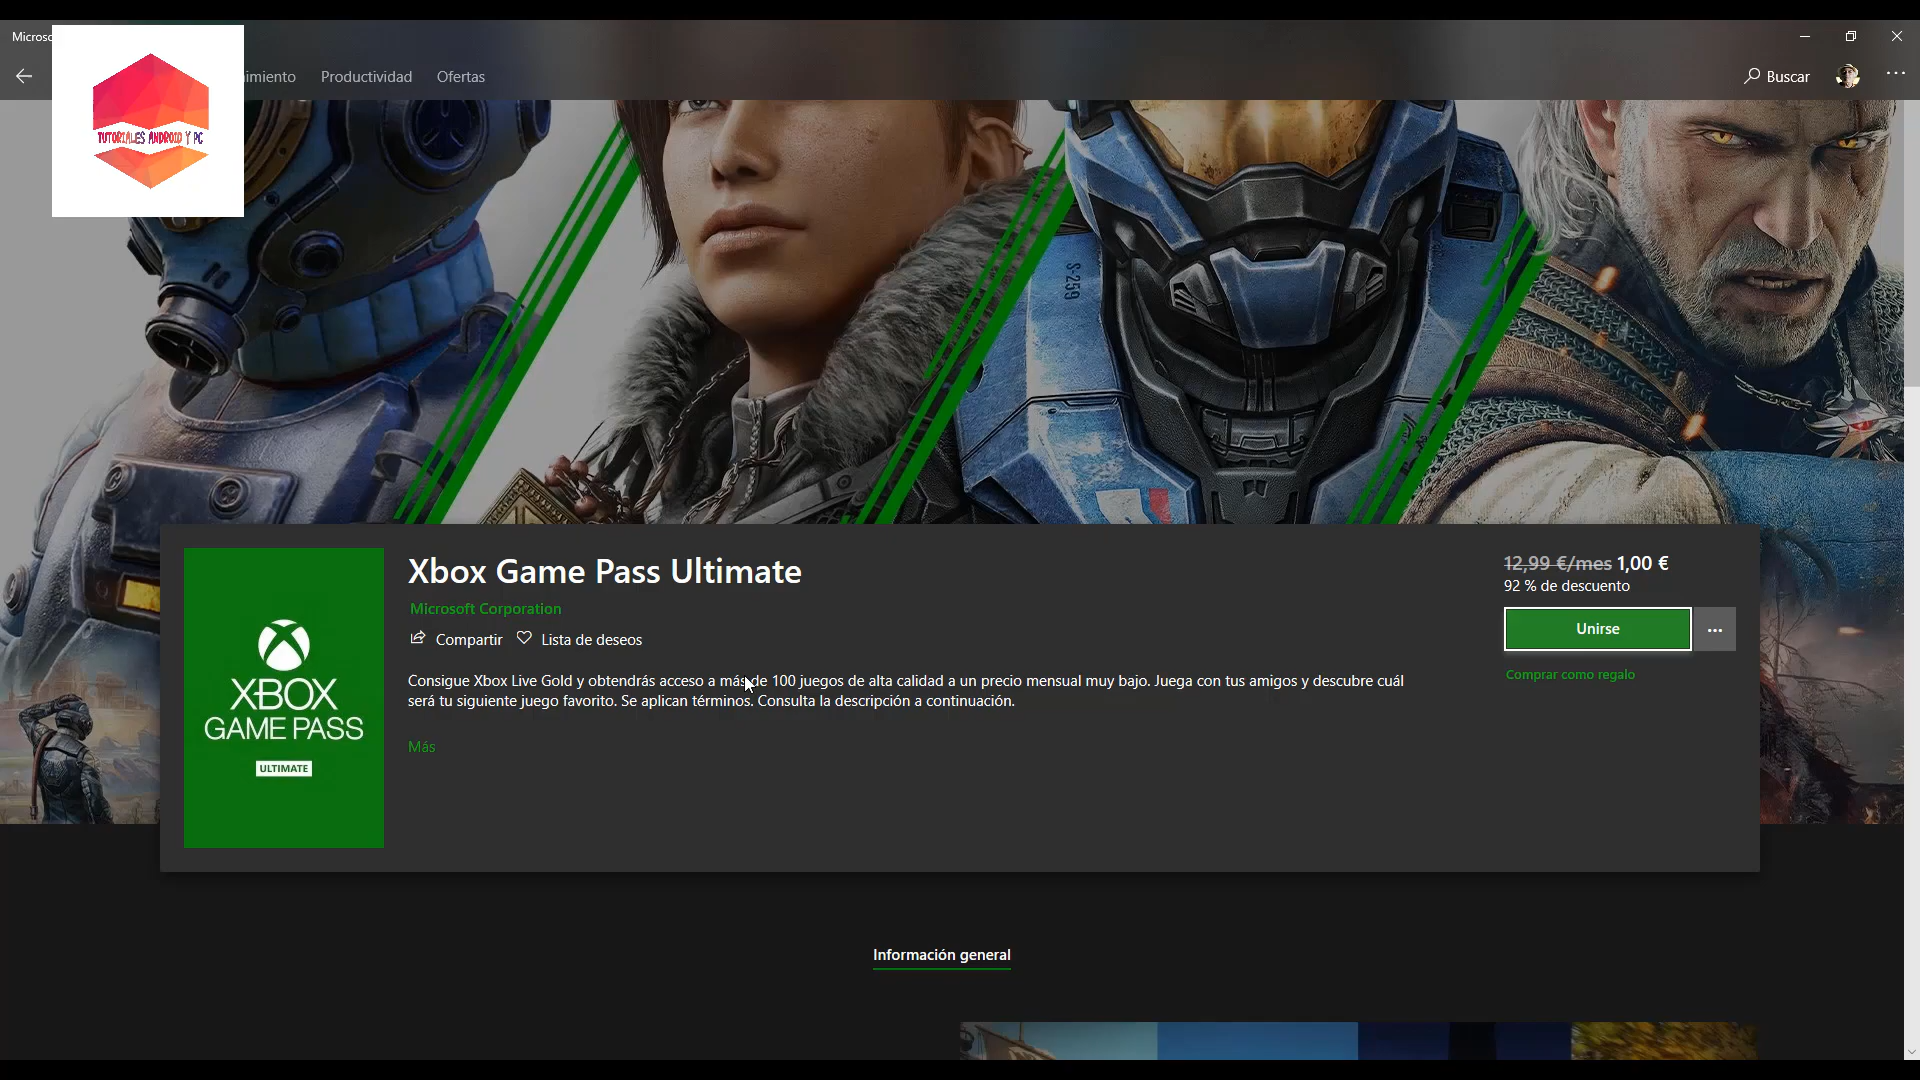 Microso
imiento Productividad Ofertas
Buscar
TUTORIALES ANDROID Y PC
S-259
Xbox Game Pass Ultimate
Microsoft Corporation
Compartir Lista de deseos
Consigue Xbox Live Gold y obtendrás acceso a más de 100 juegos de alta calidad a un precio mensual muy bajo. Juega con tus amigos y descubre cuál
será tu siguiente juego favorito. Se aplican términos. Consulta la descripción a continuación.
Más
12,99 €/mes 1,00 €
92 % de descuento
Unirse
Comprar como regalo
XBOX
GAME PASS
ULTIMATE
Información general